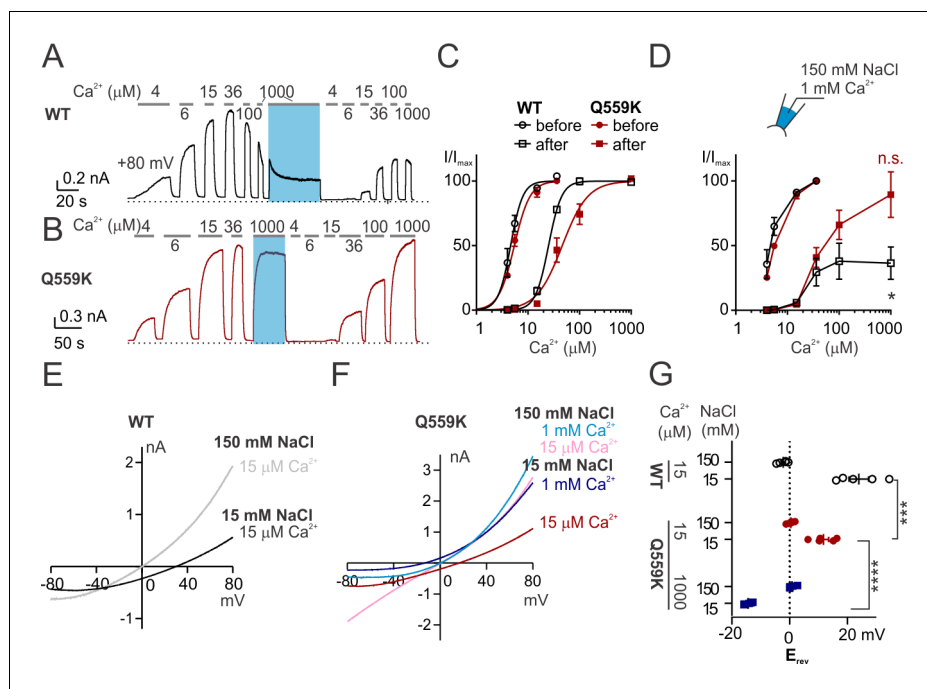 A
Ca²⁺ (µM) 4 15 36 1000 4 15 100
WT 6 100 6 36 1000
+80 mV
0.2 nA
20 s
B
Ca²⁺ (µM) 4 15 36 1000 4 15 100 1000
6 6 36
Q559K
0.3 nA
50 s
C
WT Q559K
before before
after after
I/Imax
100
50
0
1 10 100 1000
Ca²⁺ (µM)
D
150 mM NaCl
1 mM Ca²⁺
I/Imax
n.s.
100
50
*
0
1 10 100 1000
Ca²⁺ (µM)
E
WT
nA
150 mM NaCl
2
15 µM Ca²⁺
1
15 mM NaCl
15 µM Ca²⁺
-80 -40 0 40 80
mV
-1
F
Q559K
150 mM NaCl
nA
1 mM Ca²⁺
15 µM Ca²⁺
3
15 mM NaCl
1 mM Ca²⁺
2
1
15 µM Ca²⁺
-80 -40 0 40 80
mV
-1
-2
G
Ca²⁺ NaCl
(µM) (mM)
WT 15 150
15
***
Q559K 15 150
15
****
1000 150
15
-20 0 20 mV
Erev